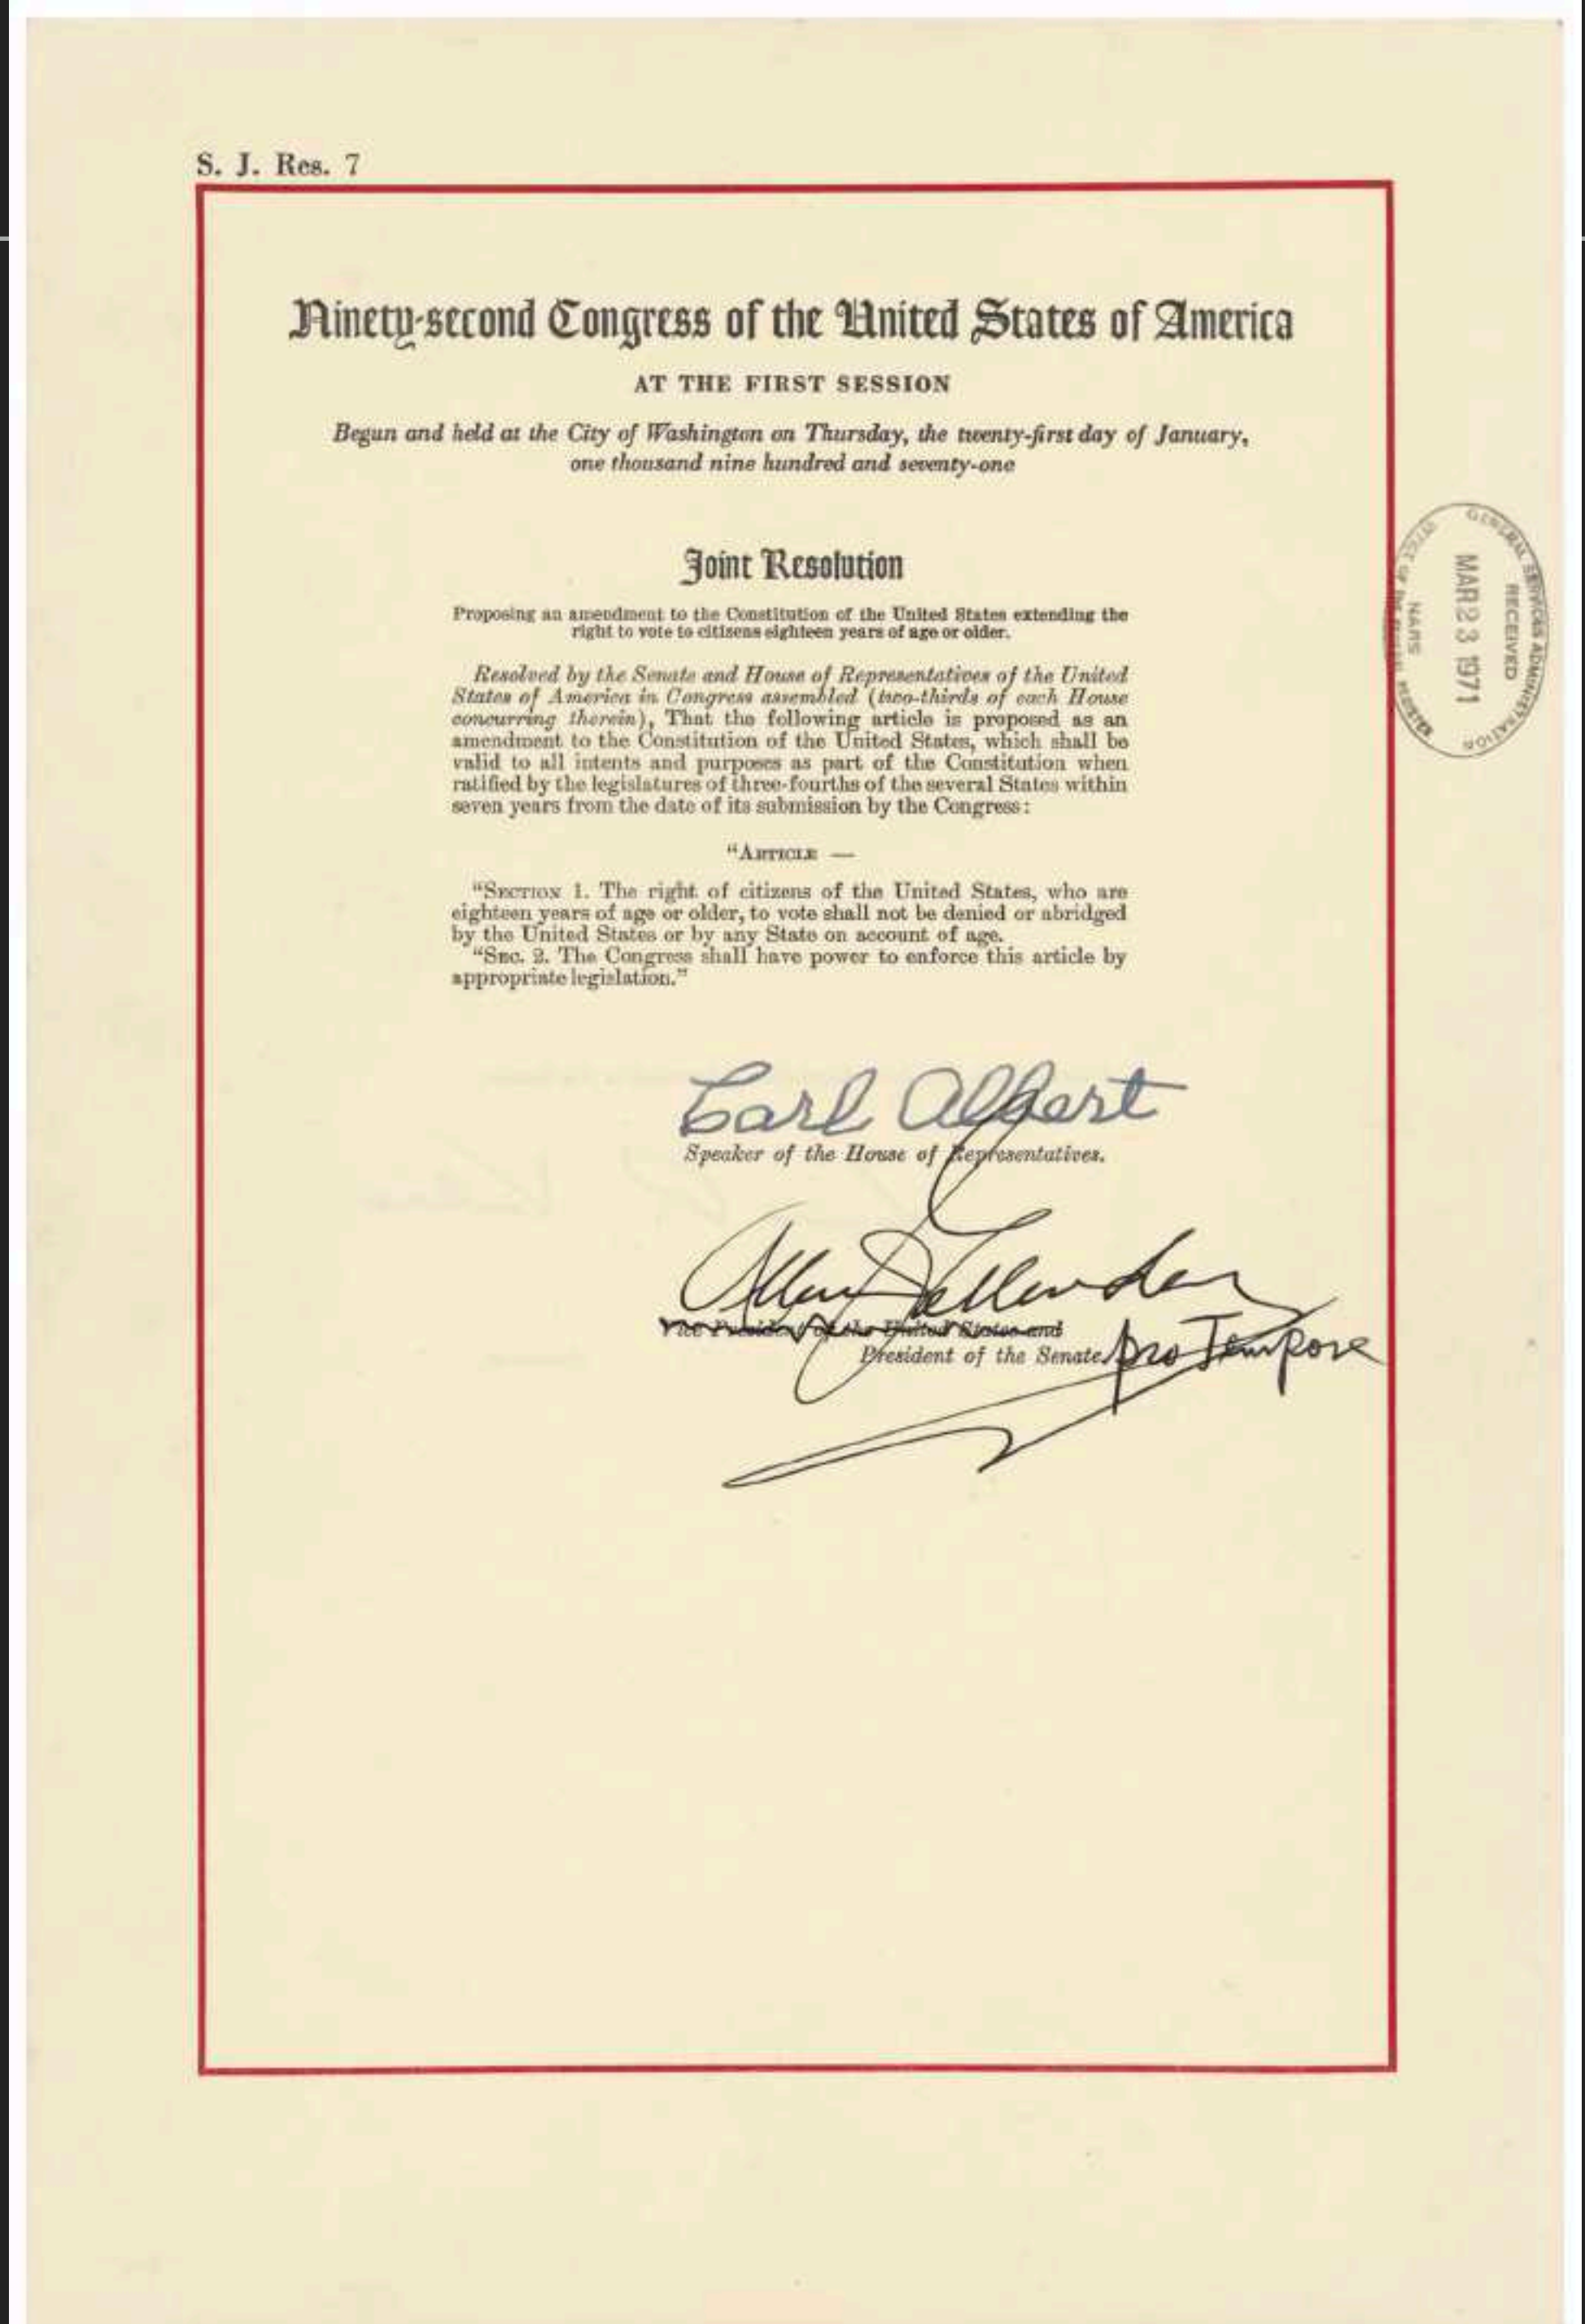 S. J. Res. 7
Ninety-second Congress of the United States of America
AT THE FIRST SESSION
Begun and held at the City of Washington on Thursday, the twenty-first day of January,
one thousand nine hundred and seventy-one
Joint Resolution
Proposing an amendment to the Constitution of the United States extending the
right to vote to citizens eighteen years of age or older.
Resolved by the Senate and House of Representatives of the United
States of America in Congress assembled (two-thirds of each House
concurring therein), That the following article is proposed as an
amendment to the Constitution of the United States, which shall be
valid to all intents and purposes as part of the Constitution when
ratified by the legislatures of three-fourths of the several States within
seven years from the date of its submission by the Congress:
"ARTICLE —
"SECTION 1. The right of citizens of the United States, who are
eighteen years of age or older, to vote shall not be denied or abridged
by the United States or by any State on account of age.
"SEC. 2. The Congress shall have power to enforce this article by
appropriate legislation."
Carl Albert
Speaker of the House of Representatives.
Allen J Ellender
Vice President of the United States and
President of the Senate pro Tempore
GENERAL SERVICES ADMINISTRATION
RECEIVED
MAR 23 1971
NARS
OFFICE OF THE FEDERAL REGISTER